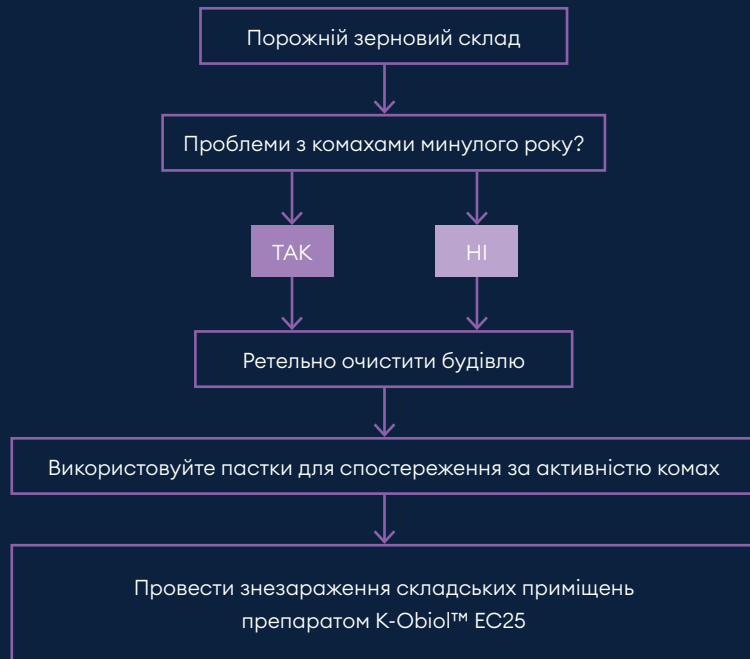 Порожній зерновий склад
Проблеми з комахами минулого року?
ТАК
НІ
Ретельно очистити будівлю
Використовуйте пастки для спостереження за активністю комах
Провести знезараження складських приміщень
препаратом K-Obiol™ EC25